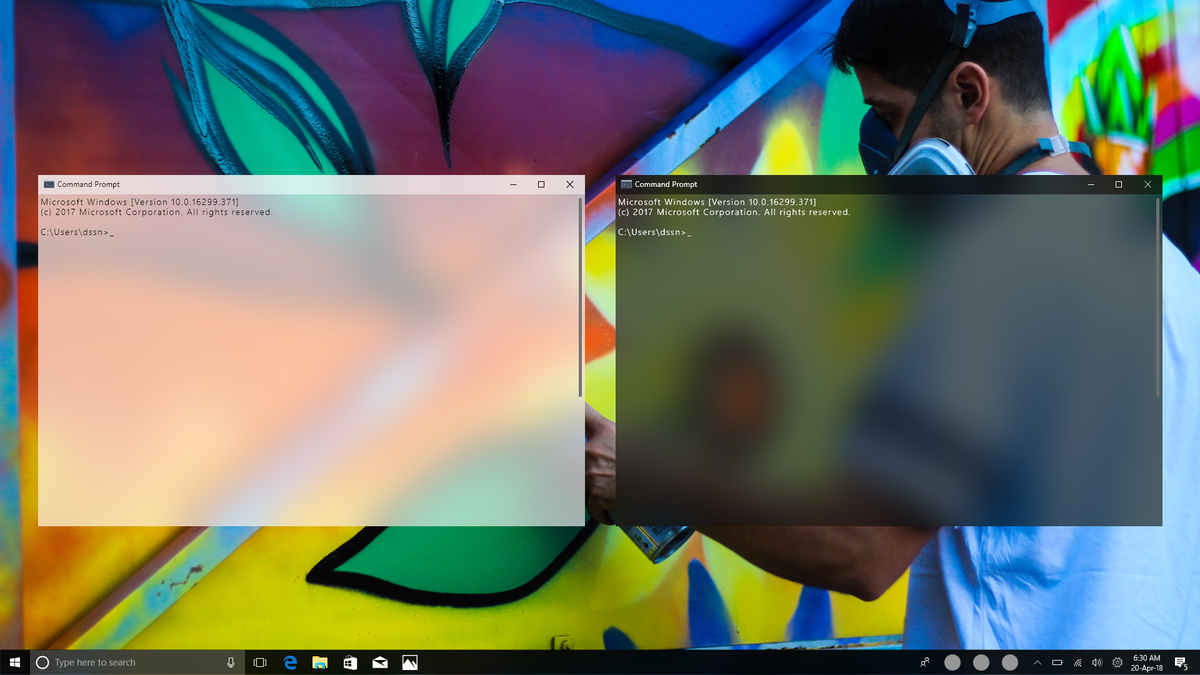 Command Prompt
Microsoft Windows [Version 10.0.16299.371]
(c) 2017 Microsoft Corporation. All rights reserved.
C:\Users\dssn>_
Command Prompt
Microsoft Windows [Version 10.0.16299.371]
(c) 2017 Microsoft Corporation. All rights reserved.
C:\Users\dssn>_
Type here to search
6:30 AM
20-Apr-18
5